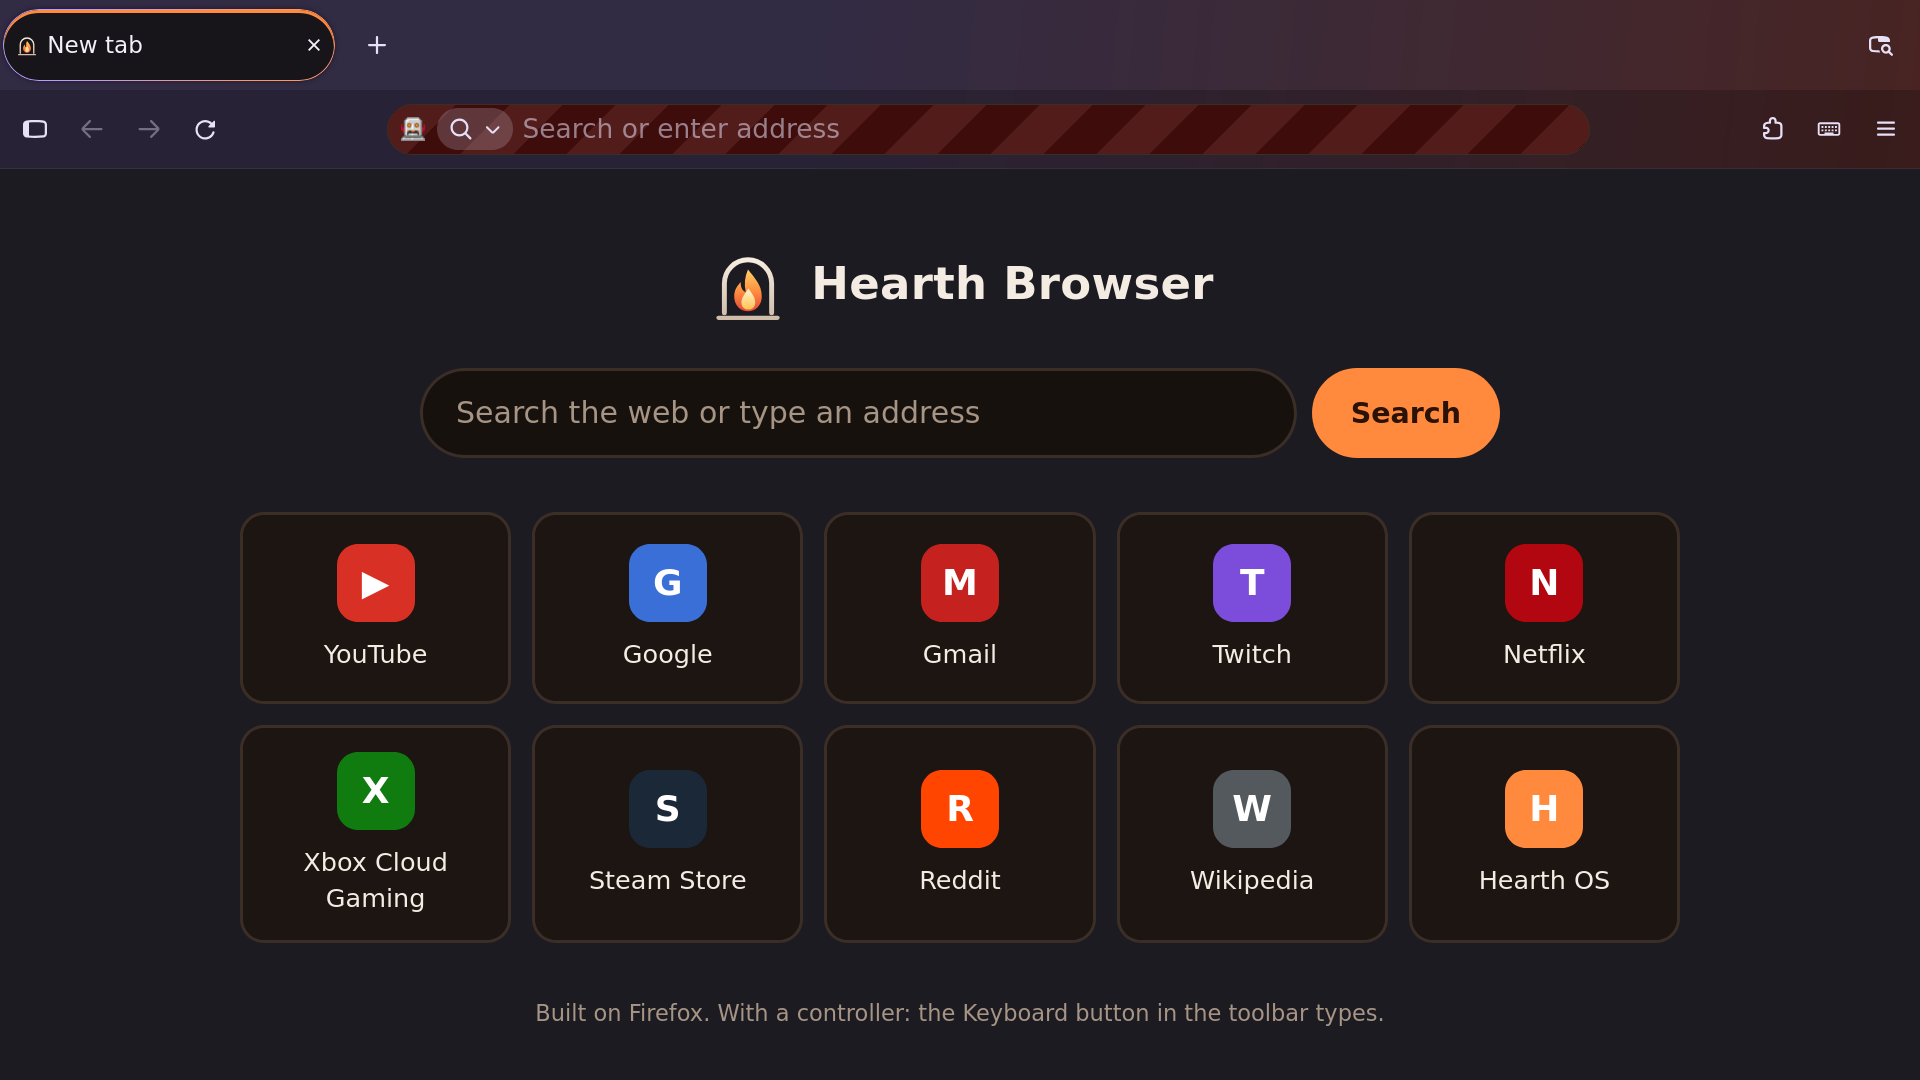 New tab
Search or enter address
Hearth Browser
Search the web or type an address
Search
▶
G
M
T
N
YouTube
Google
Gmail
Twitch
Netflix
X
S
R
W
H
Xbox Cloud
Gaming
Steam Store
Reddit
Wikipedia
Hearth OS
Built on Firefox. With a controller: the Keyboard button in the toolbar types.